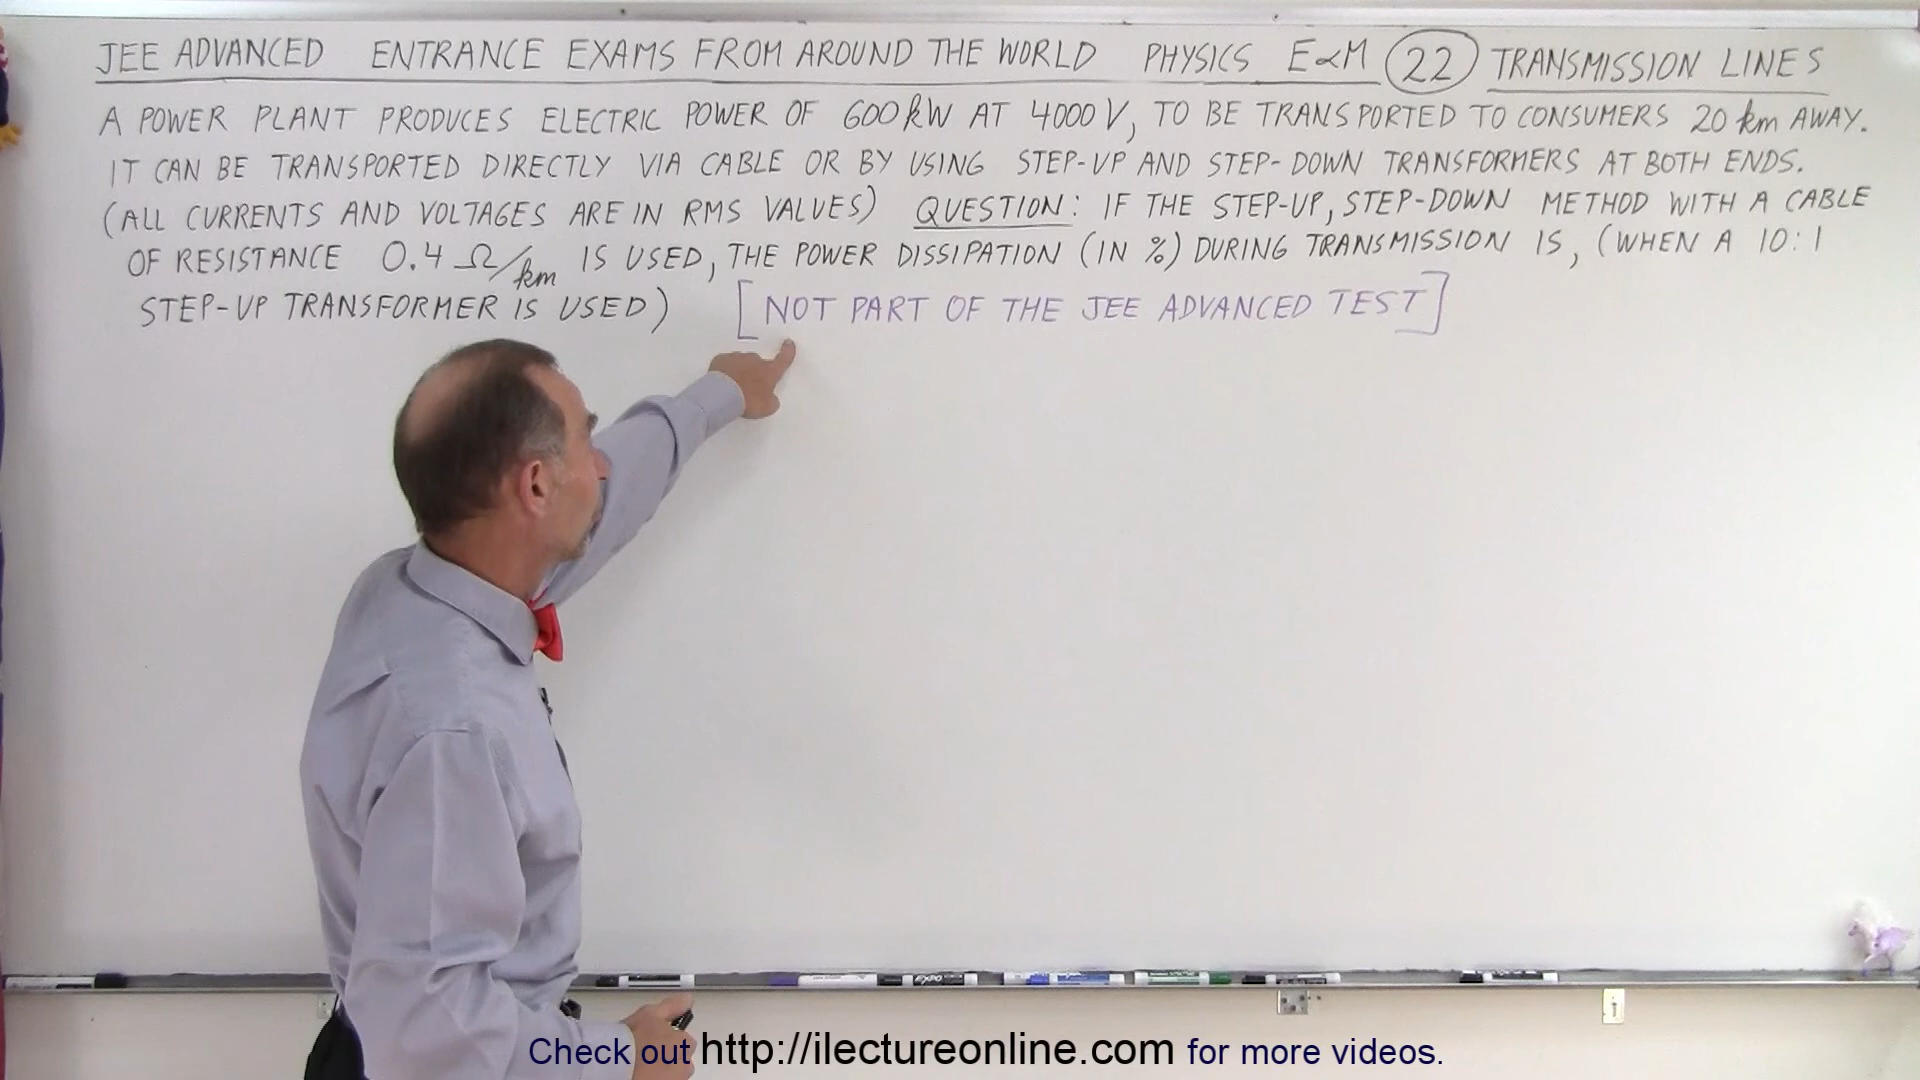 JEE ADVANCED ENTRANCE EXAMS FROM AROUND THE WORLD PHYSICS E&M 22 TRANSMISSION LINES
A POWER PLANT PRODUCES ELECTRIC POWER OF 600 kW AT 4000 V, TO BE TRANSPORTED TO CONSUMERS 20 km AWAY.
IT CAN BE TRANSPORTED DIRECTLY VIA CABLE OR BY USING STEP-UP AND STEP-DOWN TRANSFORMERS AT BOTH ENDS.
(ALL CURRENTS AND VOLTAGES ARE IN RMS VALUES) QUESTION: IF THE STEP-UP, STEP-DOWN METHOD WITH A CABLE
OF RESISTANCE 0.4 Ω/km IS USED, THE POWER DISSIPATION (IN %) DURING TRANSMISSION IS, (WHEN A 10:1
STEP-UP TRANSFORMER IS USED) [NOT PART OF THE JEE ADVANCED TEST]
Check out http://ilectureonline.com for more videos.